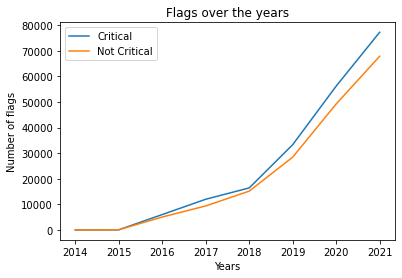 Flags over the years
Critical
Not Critical
80000
70000
60000
50000
40000
30000
20000
10000
0
Number of flags
2014 2015 2016 2017 2018 2019 2020 2021
Years